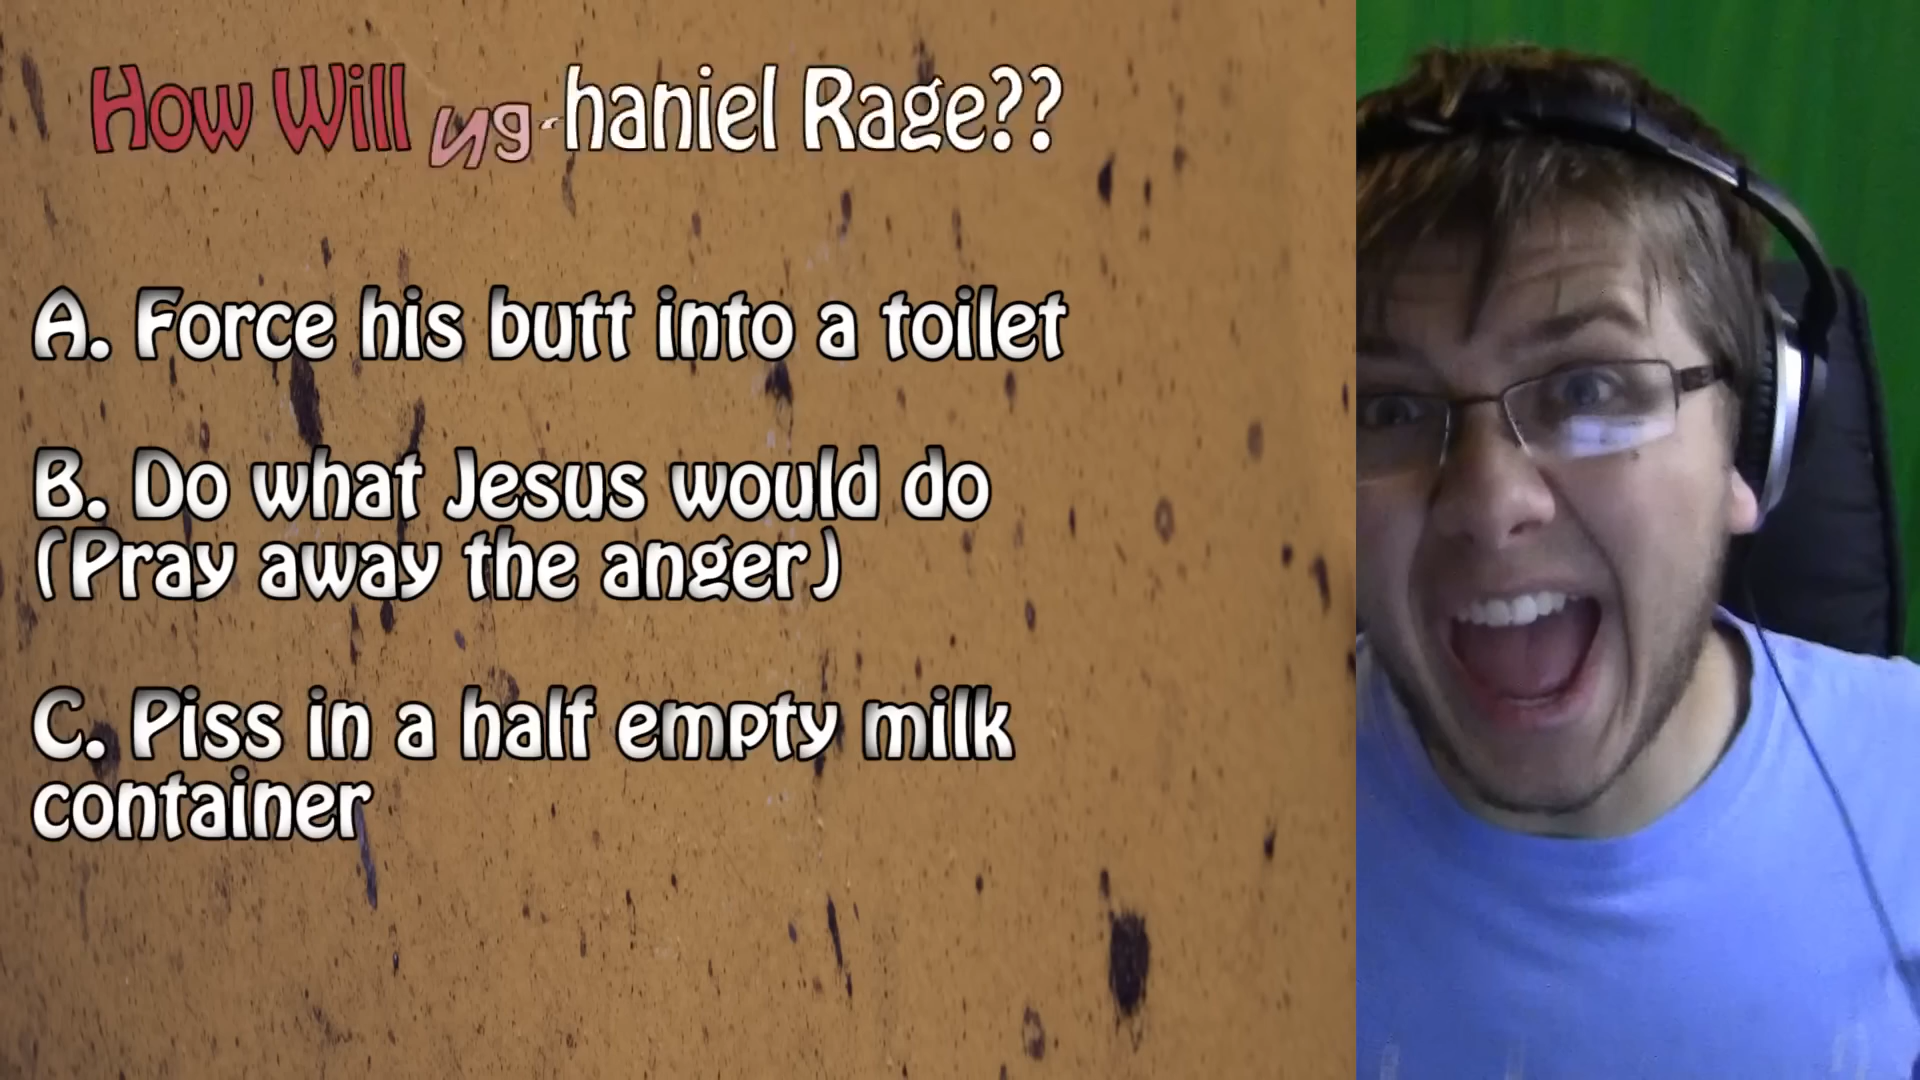 How Will haniel Rage??
A. Force his butt into a toilet
B. Do what Jesus would do
(Pray away the anger)
C. Piss in a half empty milk
container